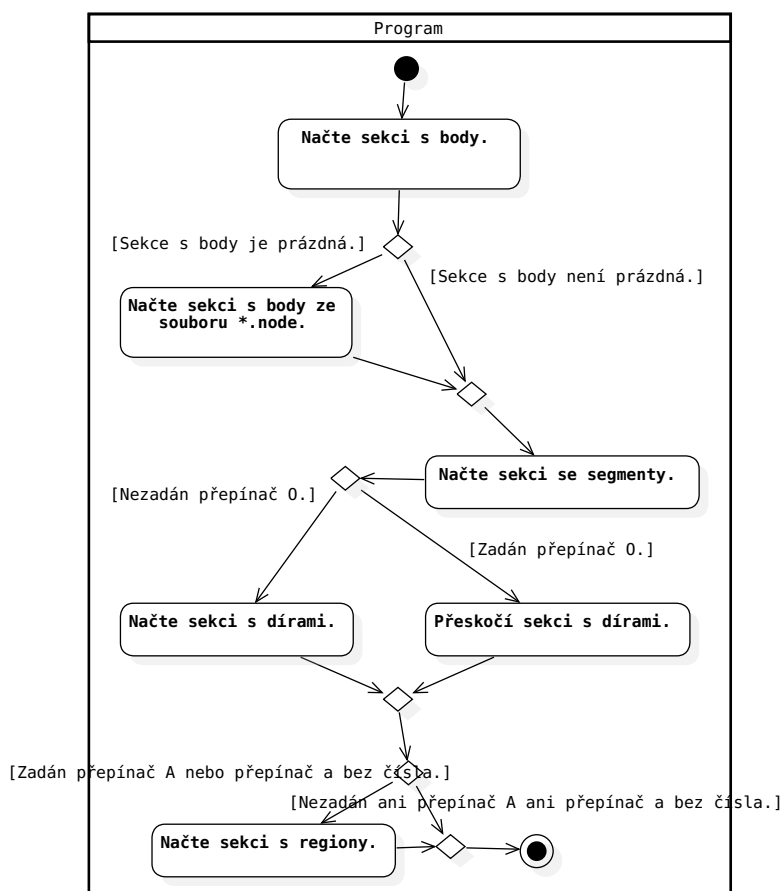 Program
Načte sekci s body.
[Sekce s body je prázdná.]
[Sekce s body není prázdná.]
Načte sekci s body ze
souboru *.node.
Načte sekci se segmenty.
[Nezadán přepínač O.]
[Zadán přepínač O.]
Načte sekci s dírami.
Přeskočí sekci s dírami.
[Zadán přepínač A nebo přepínač a bez čísla.]
[Nezadán ani přepínač A ani přepínač a bez čísla.]
Načte sekci s regiony.